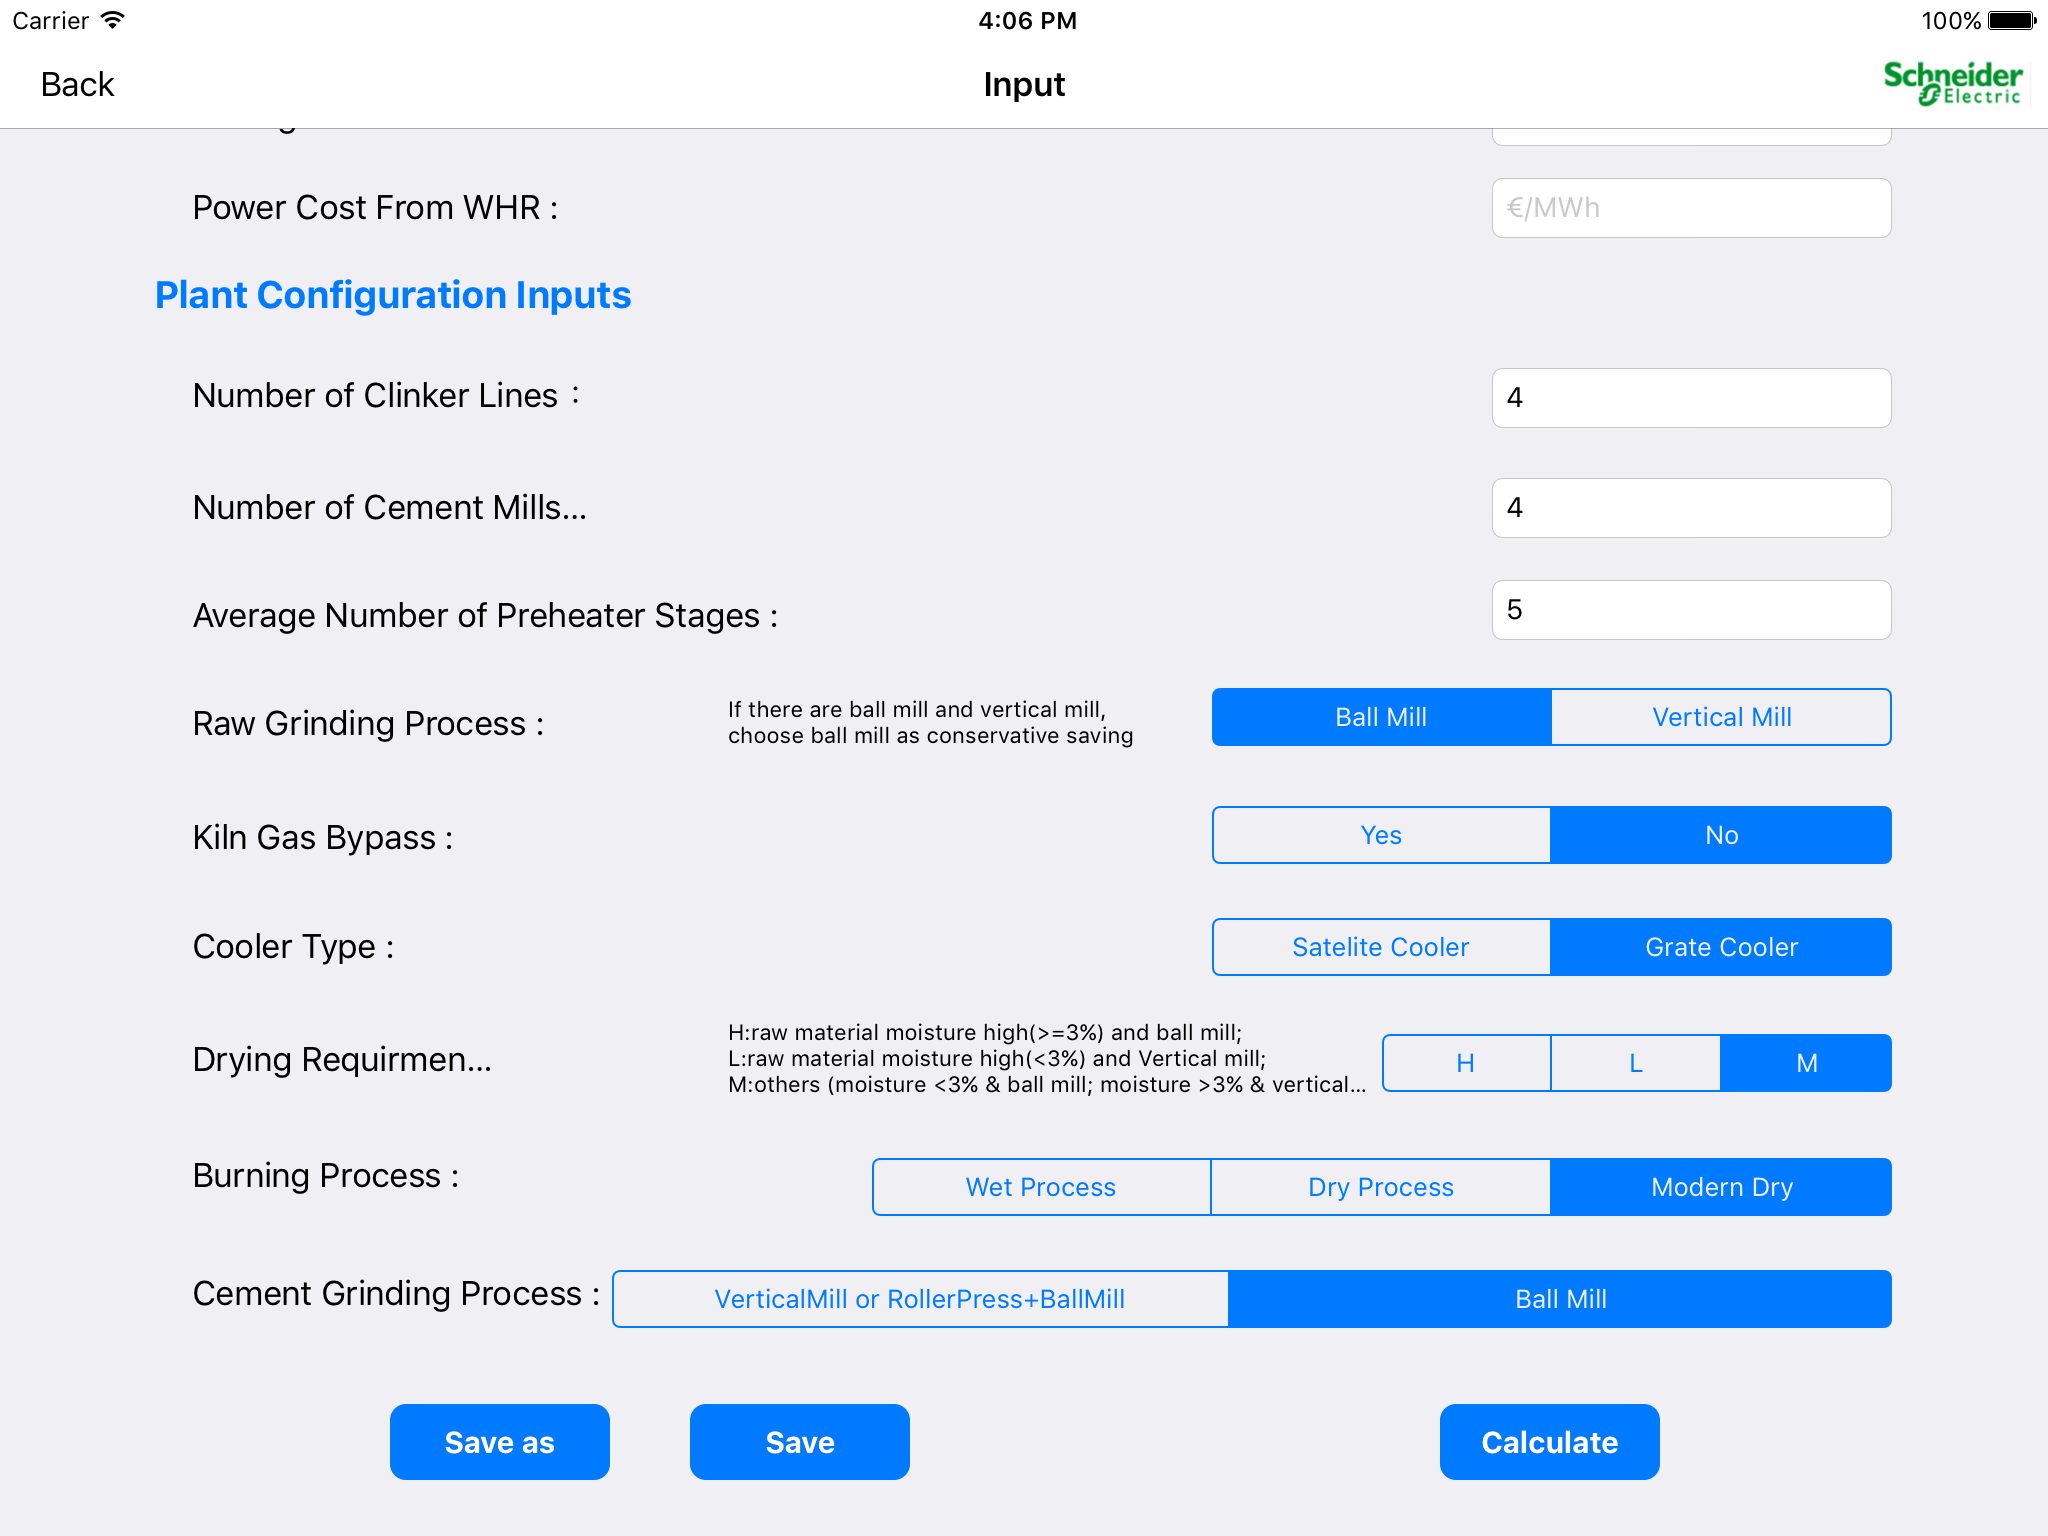 Carrier 4:06 PM 100%
Back Input Schneider Electric
Power Cost From WHR : €/MWh
Plant Configuration Inputs
Number of Clinker Lines : 4
Number of Cement Mills... 4
Average Number of Preheater Stages : 5
Raw Grinding Process : If there are ball mill and vertical mill,
choose ball mill as conservative saving
Ball Mill Vertical Mill
Kiln Gas Bypass : Yes No
Cooler Type : Satelite Cooler Grate Cooler
Drying Requirmen... H:raw material moisture high(>=3%) and ball mill;
L:raw material moisture high(<3%) and Vertical mill;
M:others (moisture <3% & ball mill; moisture >3% & vertical...
H L M
Burning Process : Wet Process Dry Process Modern Dry
Cement Grinding Process : VerticalMill or RollerPress+BallMill Ball Mill
Save as Save Calculate